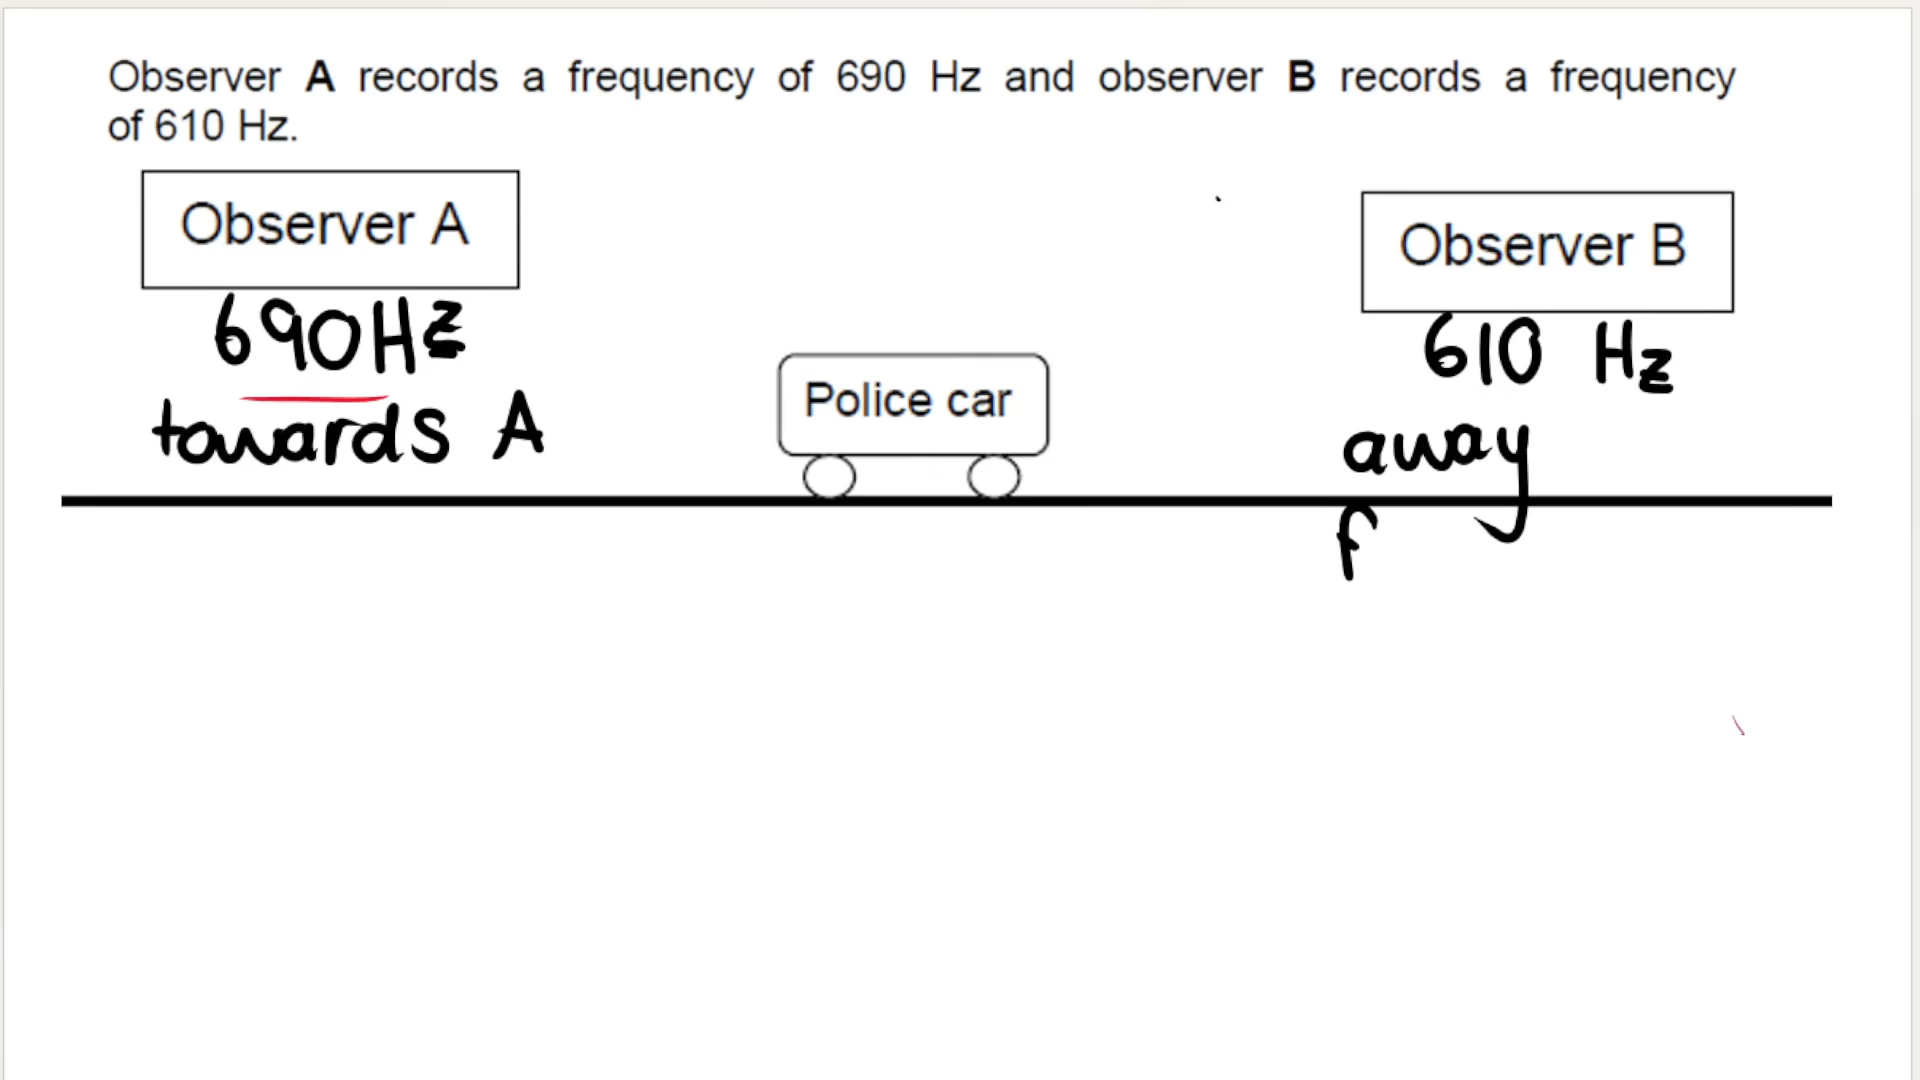 Observer A records a frequency of 690 Hz and observer B records a frequency
of 610 Hz.
Observer A
690Hz
towards A
Police car
Observer B
610 Hz
away
f